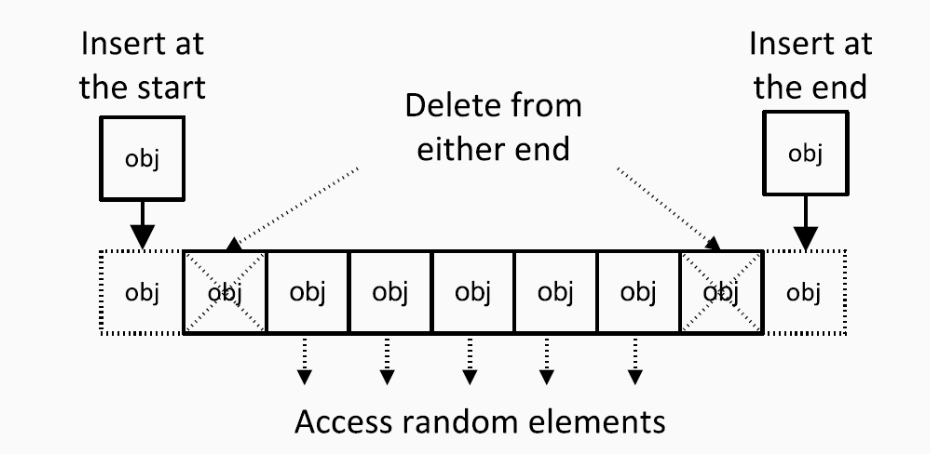 Insert at
the start
Insert at
the end
Delete from
either end
obj
obj
obj obj obj obj obj obj obj obj obj
Access random elements